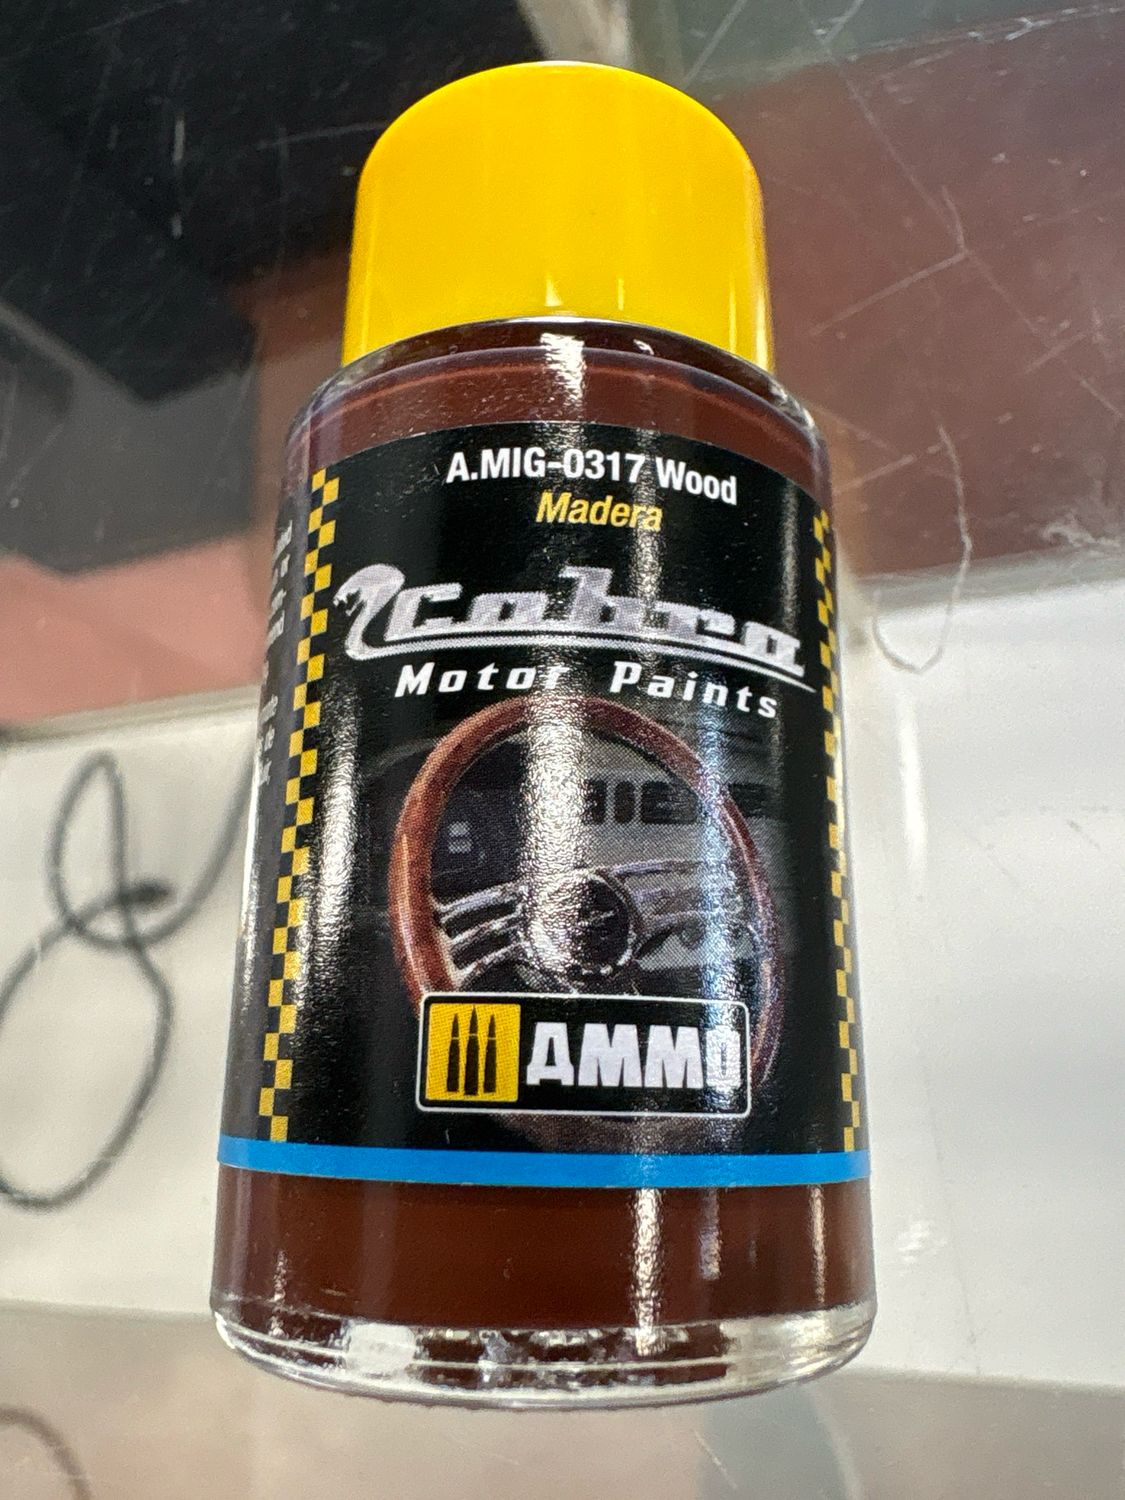 A.MIG-0317 Wood
Madera
Cobra
Motor Paints
AMMO